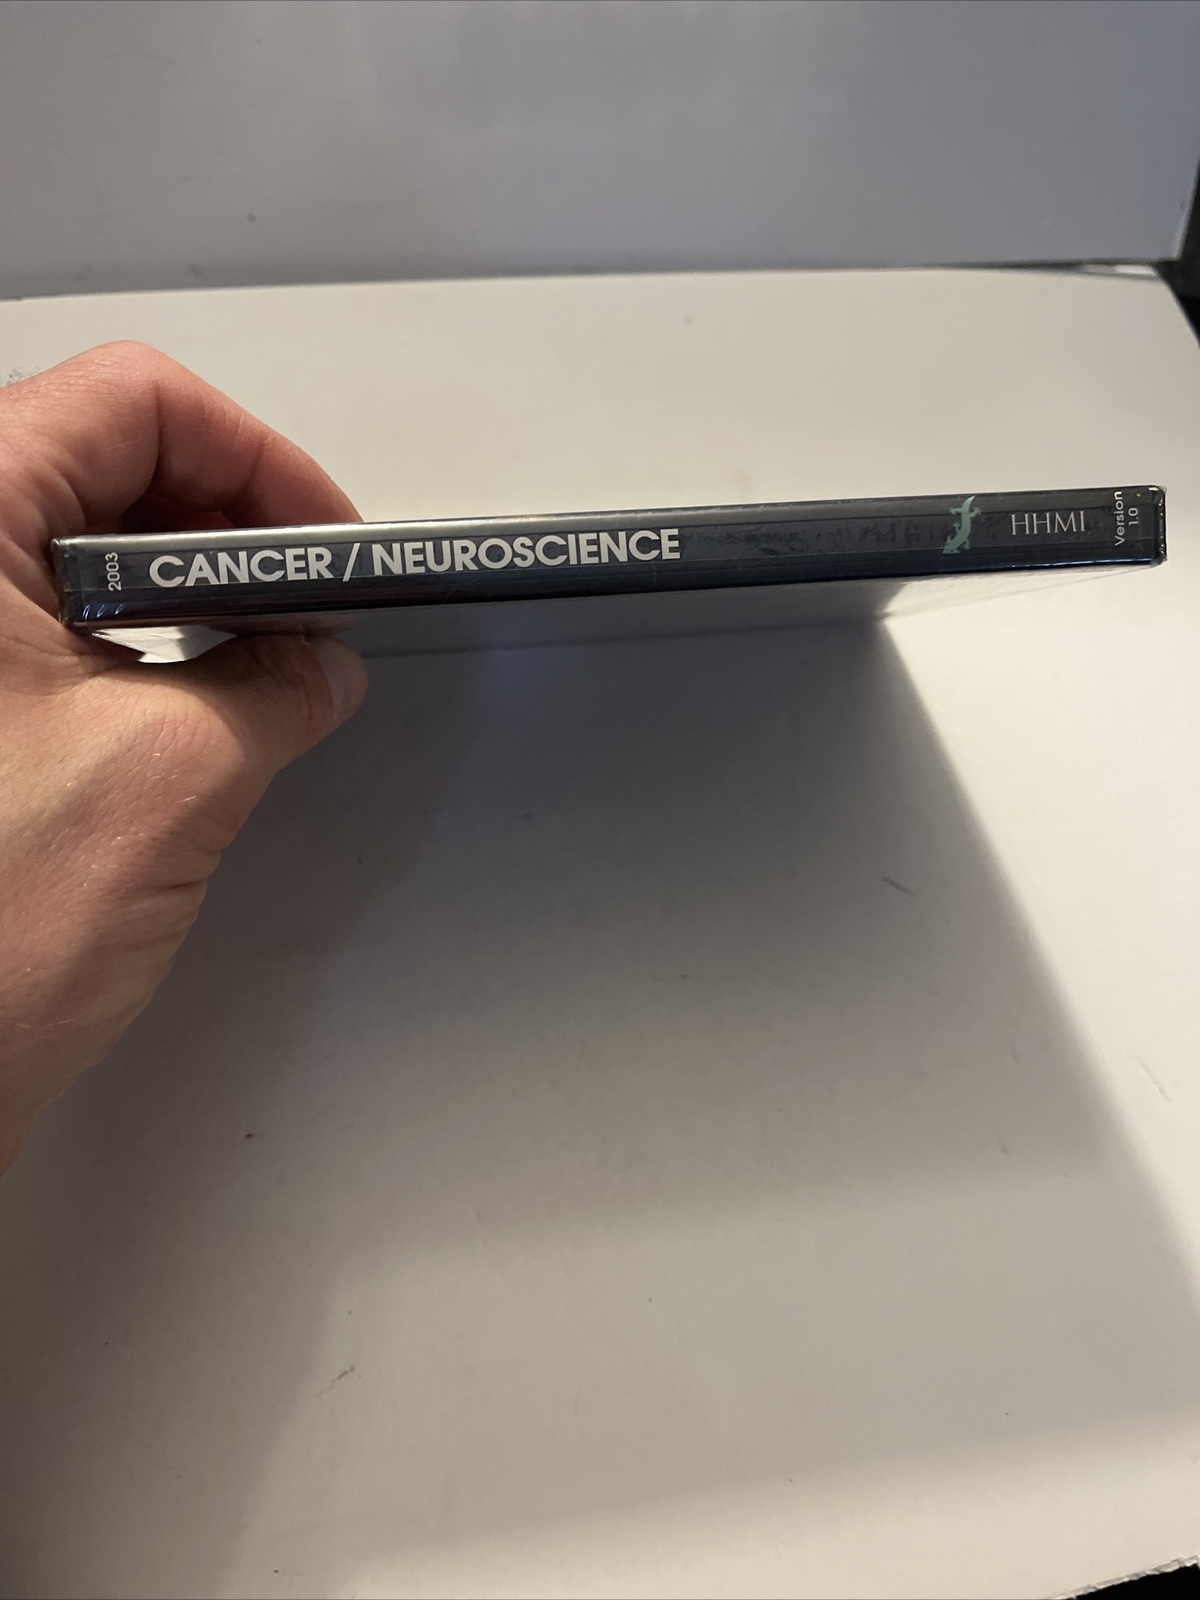 2003
CANCER / NEUROSCIENCE
HHMI
Version
1.0